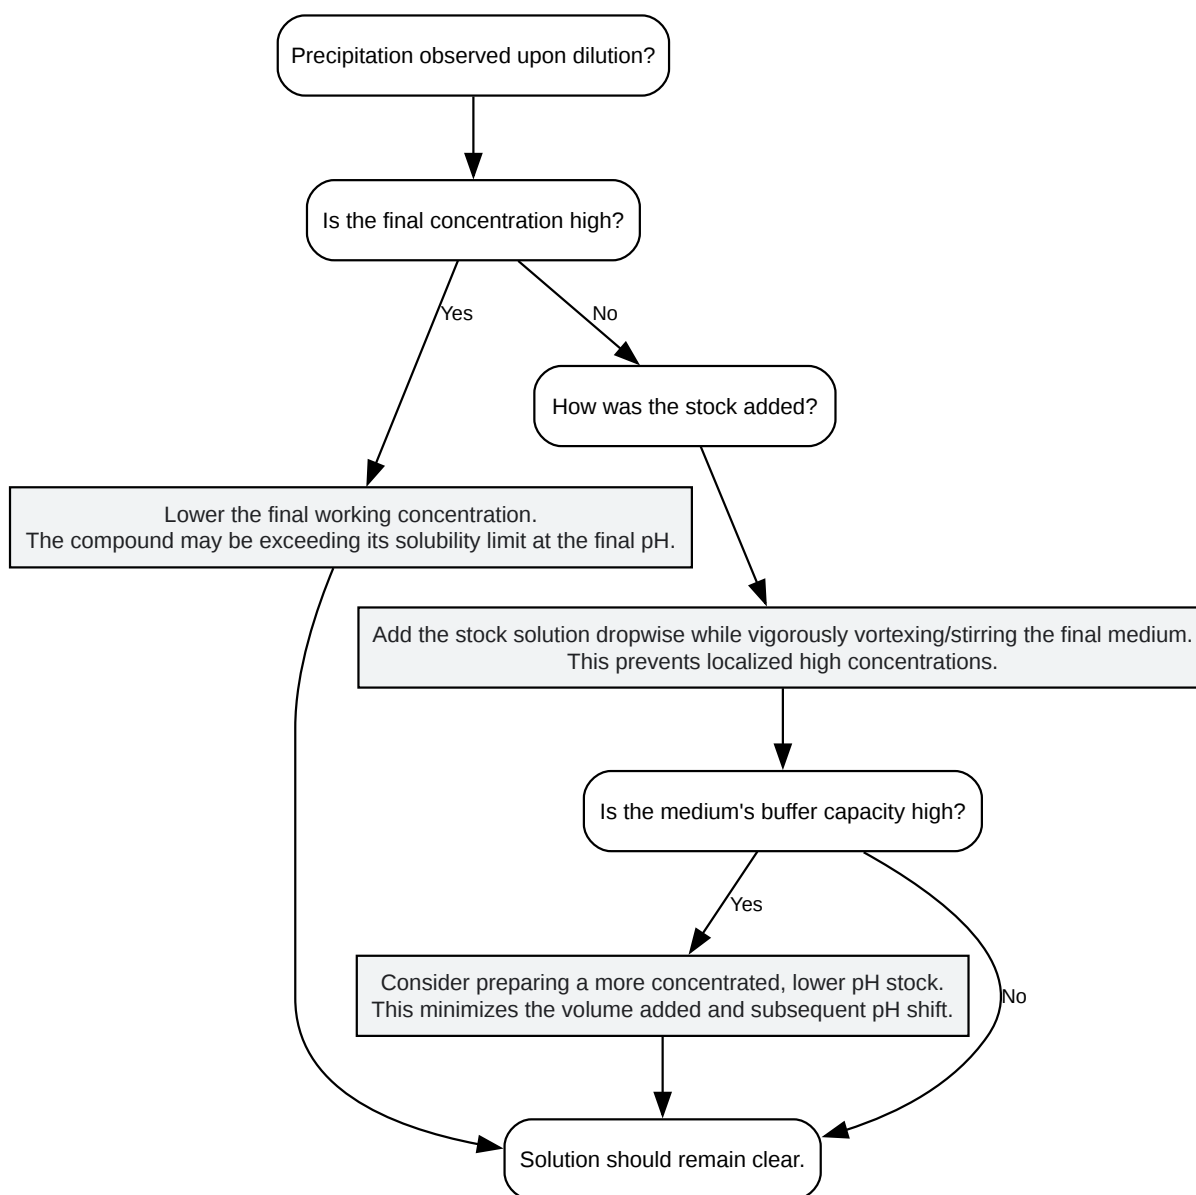 Precipitation observed upon dilution?
Is the final concentration high?
Yes
No
How was the stock added?
Lower the final working concentration.
The compound may be exceeding its solubility limit at the final pH.
Add the stock solution dropwise while vigorously vortexing/stirring the final medium.
This prevents localized high concentrations.
Is the medium's buffer capacity high?
Yes
Consider preparing a more concentrated, lower pH stock.
This minimizes the volume added and subsequent pH shift.
No
Solution should remain clear.